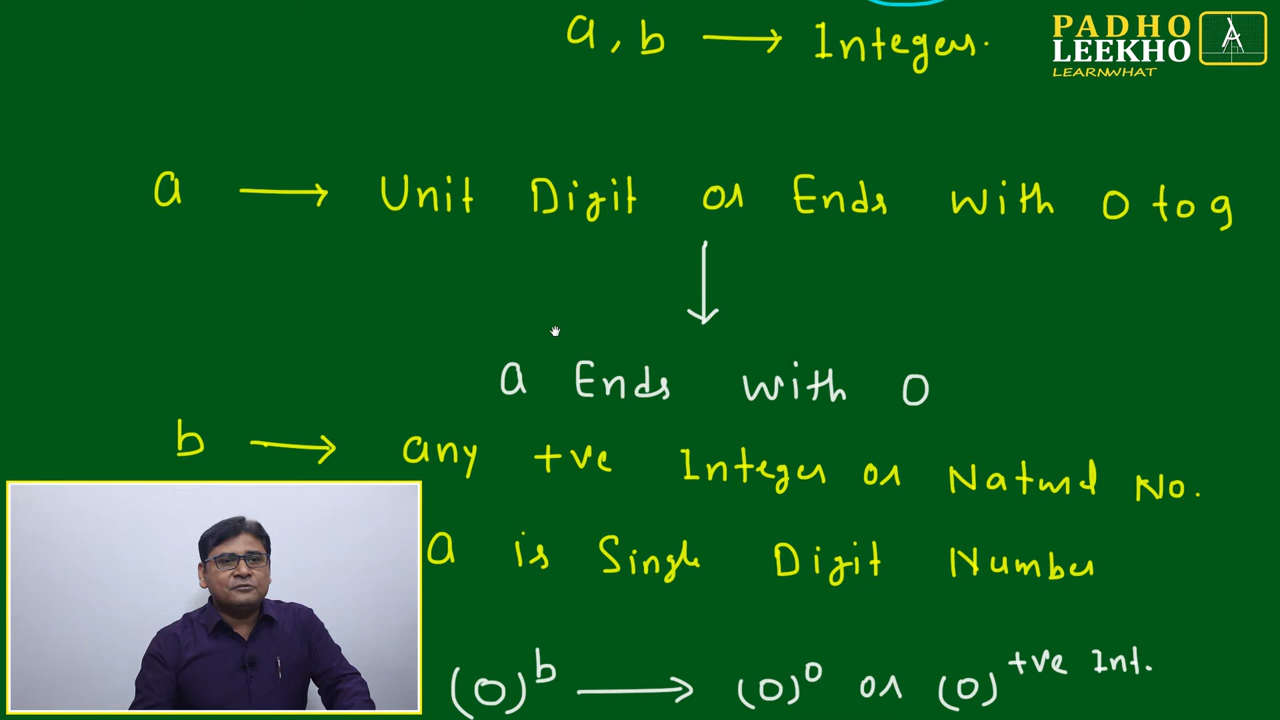 a, b → Integers.
PADHO
LEEKHO
LEARNWHAT
a → Unit Digit or Ends with 0 to 9
↓
a Ends with 0
b → any +ve Integer or Natural No.
a is Single Digit Number
(0)^b → (0)^0 or (0)^+ve Int.